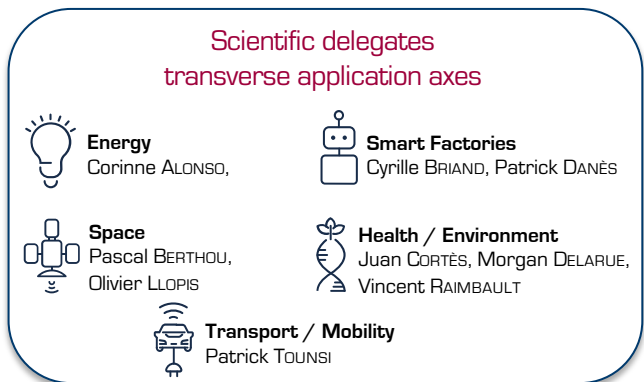 Scientific delegates
transverse application axes
Energy
Corinne ALONSO,
Smart Factories
Cyrille BRIAND, Patrick DANÈS
Space
Pascal BERTHOU,
Olivier LLOPIS
Health / Environment
Juan CORTÈS, Morgan DELARUE,
Vincent RAIMBAULT
Transport / Mobility
Patrick TOUNSI